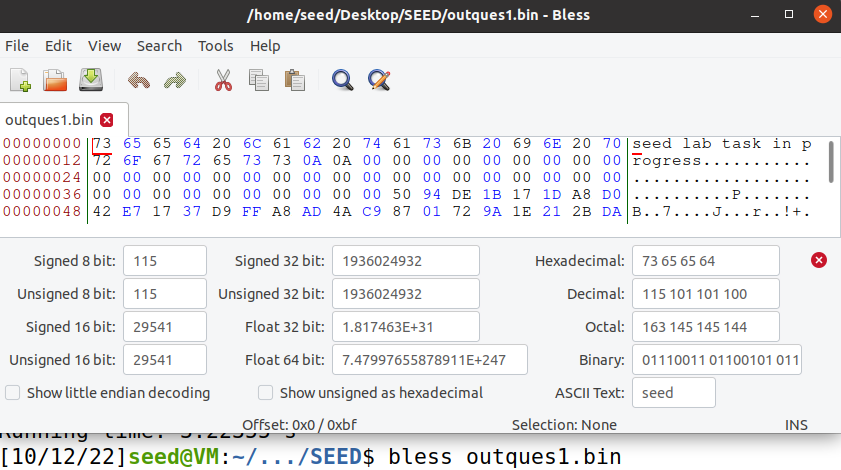 /home/seed/Desktop/SEED/outques1.bin - Bless
File Edit View Search Tools Help
outques1.bin
00000000 73 65 65 64 20 6C 61 62 20 74 61 73 6B 20 69 6E 20 70 seed lab task in p
00000012 72 6F 67 72 65 73 73 0A 0A 00 00 00 00 00 00 00 00 00 rogress...........
00000024 00 00 00 00 00 00 00 00 00 00 00 00 00 00 00 00 00 00 ..................
00000036 00 00 00 00 00 00 00 00 00 00 50 94 DE 1B 17 1D A8 D0 ..........P.......
00000048 42 E7 17 37 D9 FF A8 AD 4A C9 87 01 72 9A 1E 21 2B DA B..7....J...r..!+.
Signed 8 bit: 115 Signed 32 bit: 1936024932 Hexadecimal: 73 65 65 64
Unsigned 8 bit: 115 Unsigned 32 bit: 1936024932 Decimal: 115 101 101 100
Signed 16 bit: 29541 Float 32 bit: 1.817463E+31 Octal: 163 145 145 144
Unsigned 16 bit: 29541 Float 64 bit: 7.47997655878911E+247 Binary: 01110011 01100101 011
Show little endian decoding Show unsigned as hexadecimal ASCII Text: seed
Offset: 0x0 / 0xbf Selection: None INS
[10/12/22]seed@VM:~/.../SEED$ bless outques1.bin